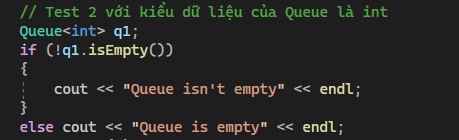 // Test 2 với kiểu dữ liệu của Queue là int
Queue<int> q1;
if (!q1.isEmpty())
{
    cout << "Queue isn't empty" << endl;
}
else cout << "Queue is empty" << endl;